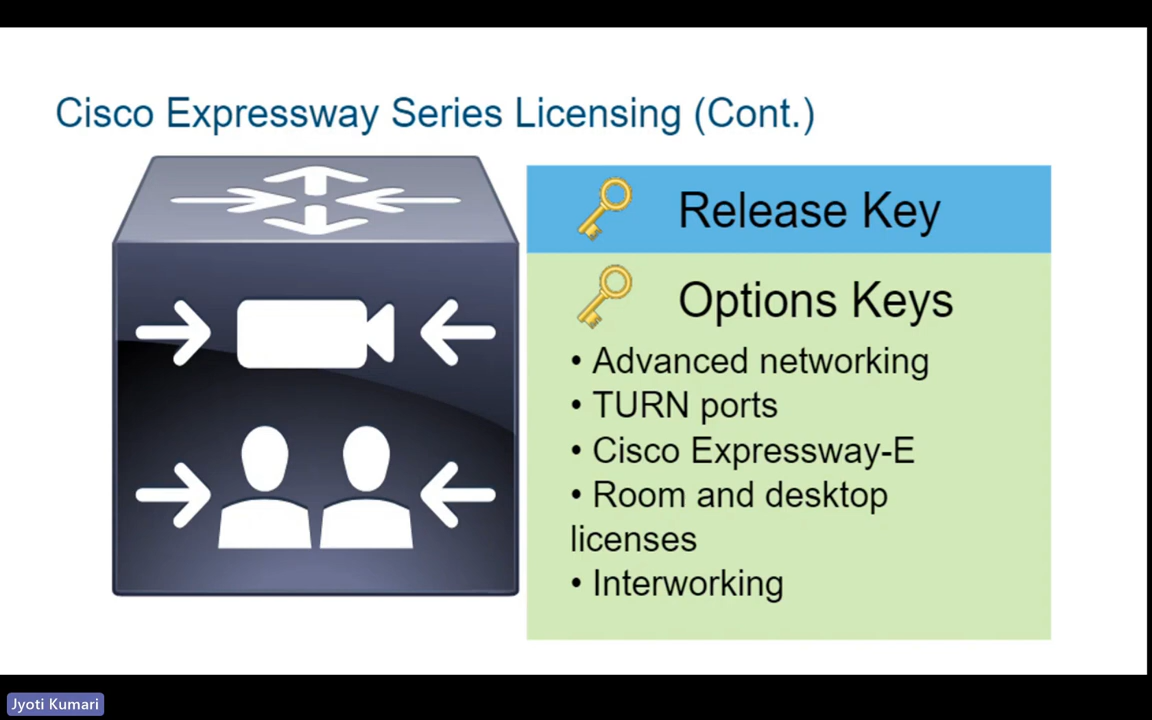 Cisco Expressway Series Licensing (Cont.)
Release Key
Options Keys
• Advanced networking
• TURN ports
• Cisco Expressway-E
• Room and desktop
licenses
• Interworking
Jyoti Kumari